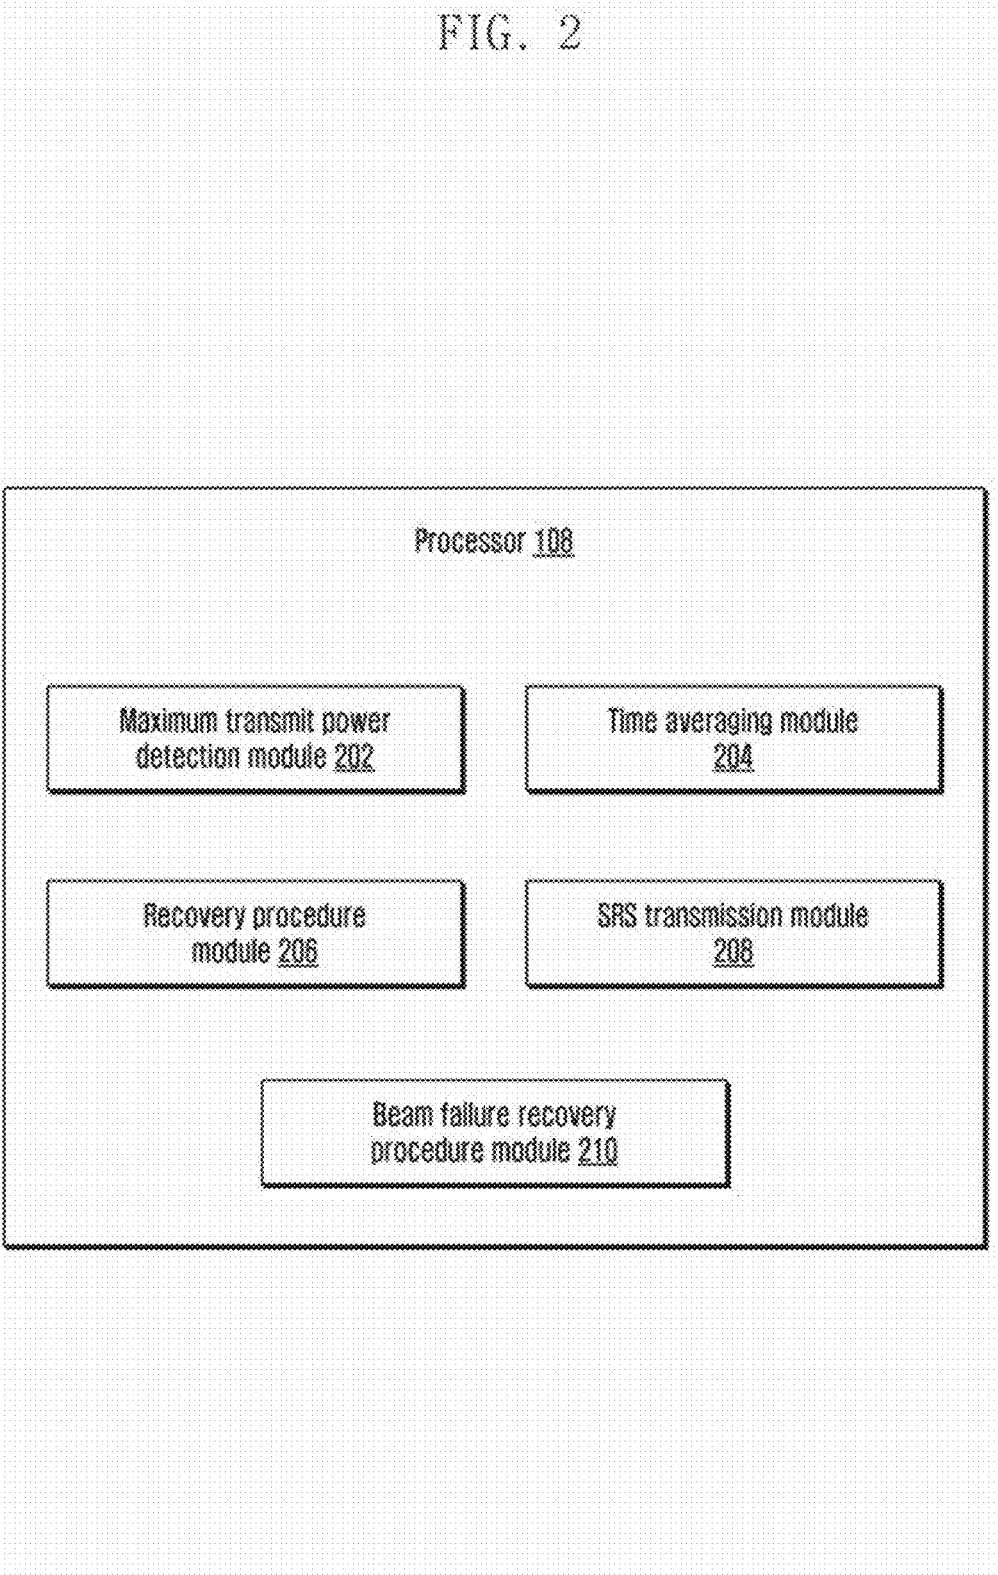 FIG. 2
Processor 108
Maximum transmit power
detection module 202
Time averaging module
204
Recovery procedure
module 206
SRS transmission module
208
Beam failure recovery
procedure module 210